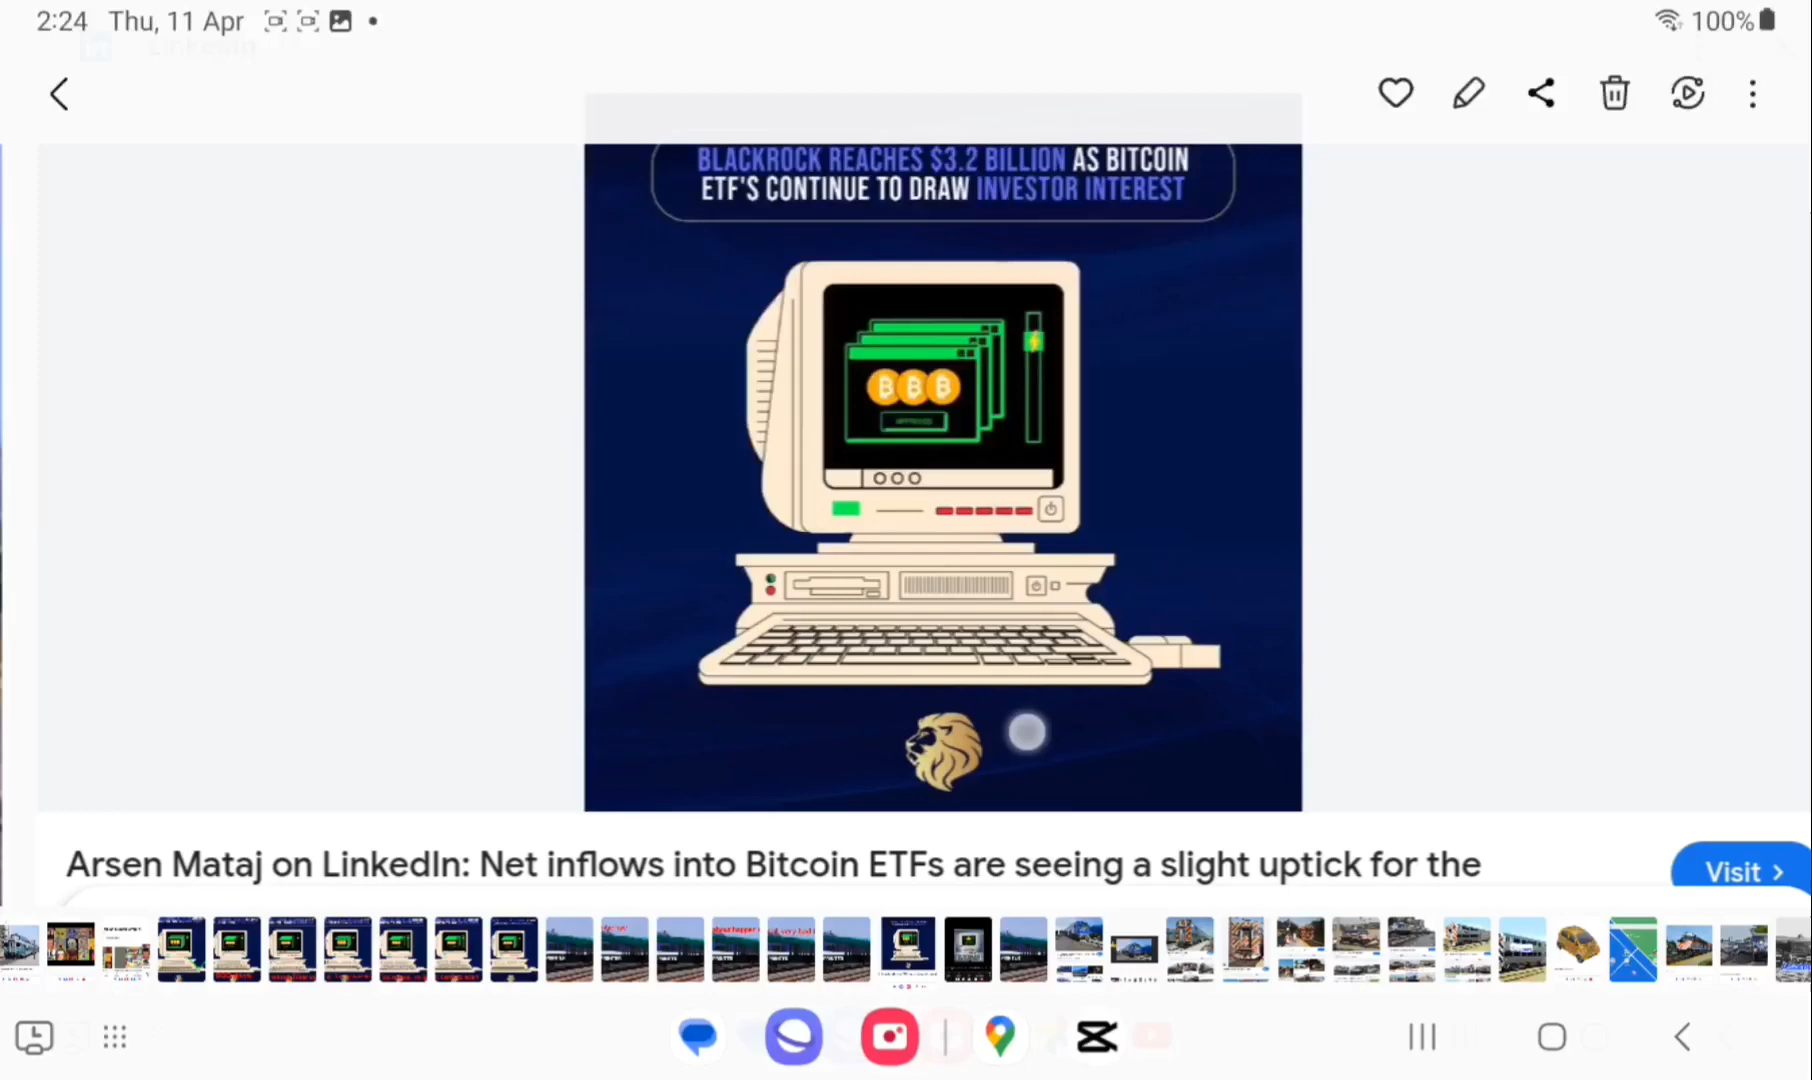 2:24 Thu, 11 Apr
100%
BLACKROCK REACHES $3.2 BILLION AS BITCOIN
ETF'S CONTINUE TO DRAW INVESTOR INTEREST
Arsen Mataj on LinkedIn: Net inflows into Bitcoin ETFs are seeing a slight uptick for the
Visit >